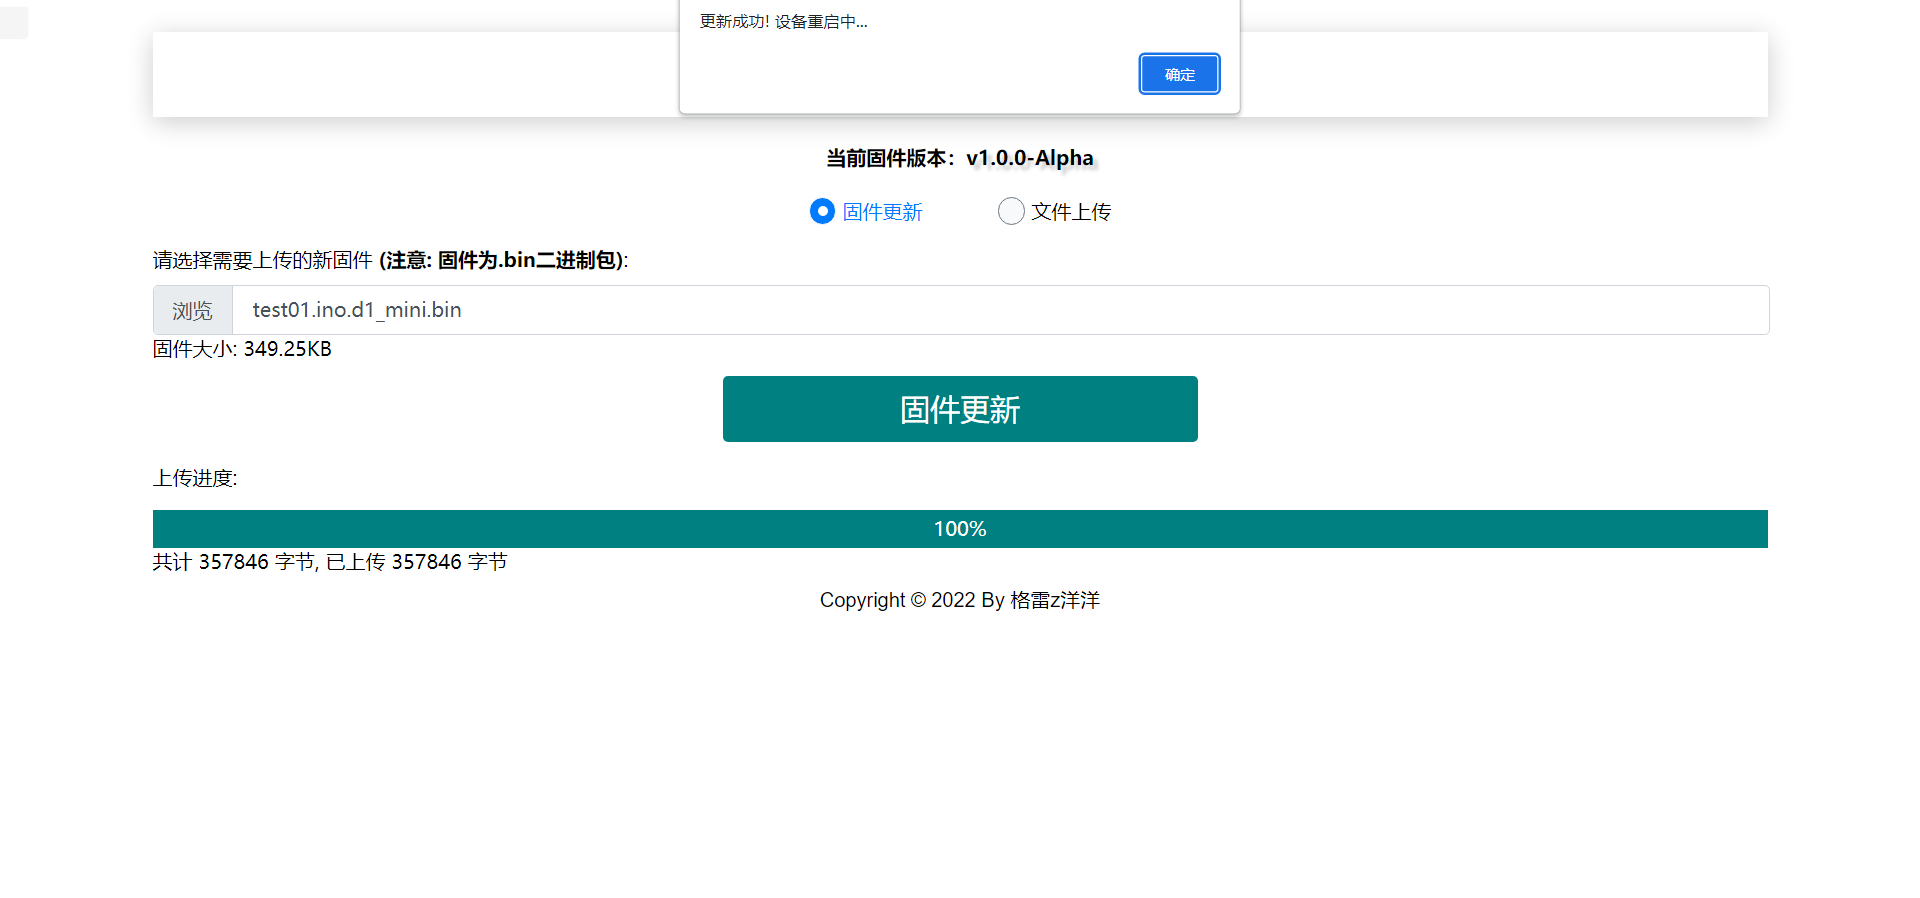 更新成功! 设备重启中...
确定
当前固件版本：v1.0.0-Alpha
固件更新
文件上传
请选择需要上传的新固件 (注意: 固件为.bin二进制包):
浏览
test01.ino.d1_mini.bin
固件大小: 349.25KB
固件更新
上传进度:
100%
共计 357846 字节, 已上传 357846 字节
Copyright © 2022 By 格雷z洋洋